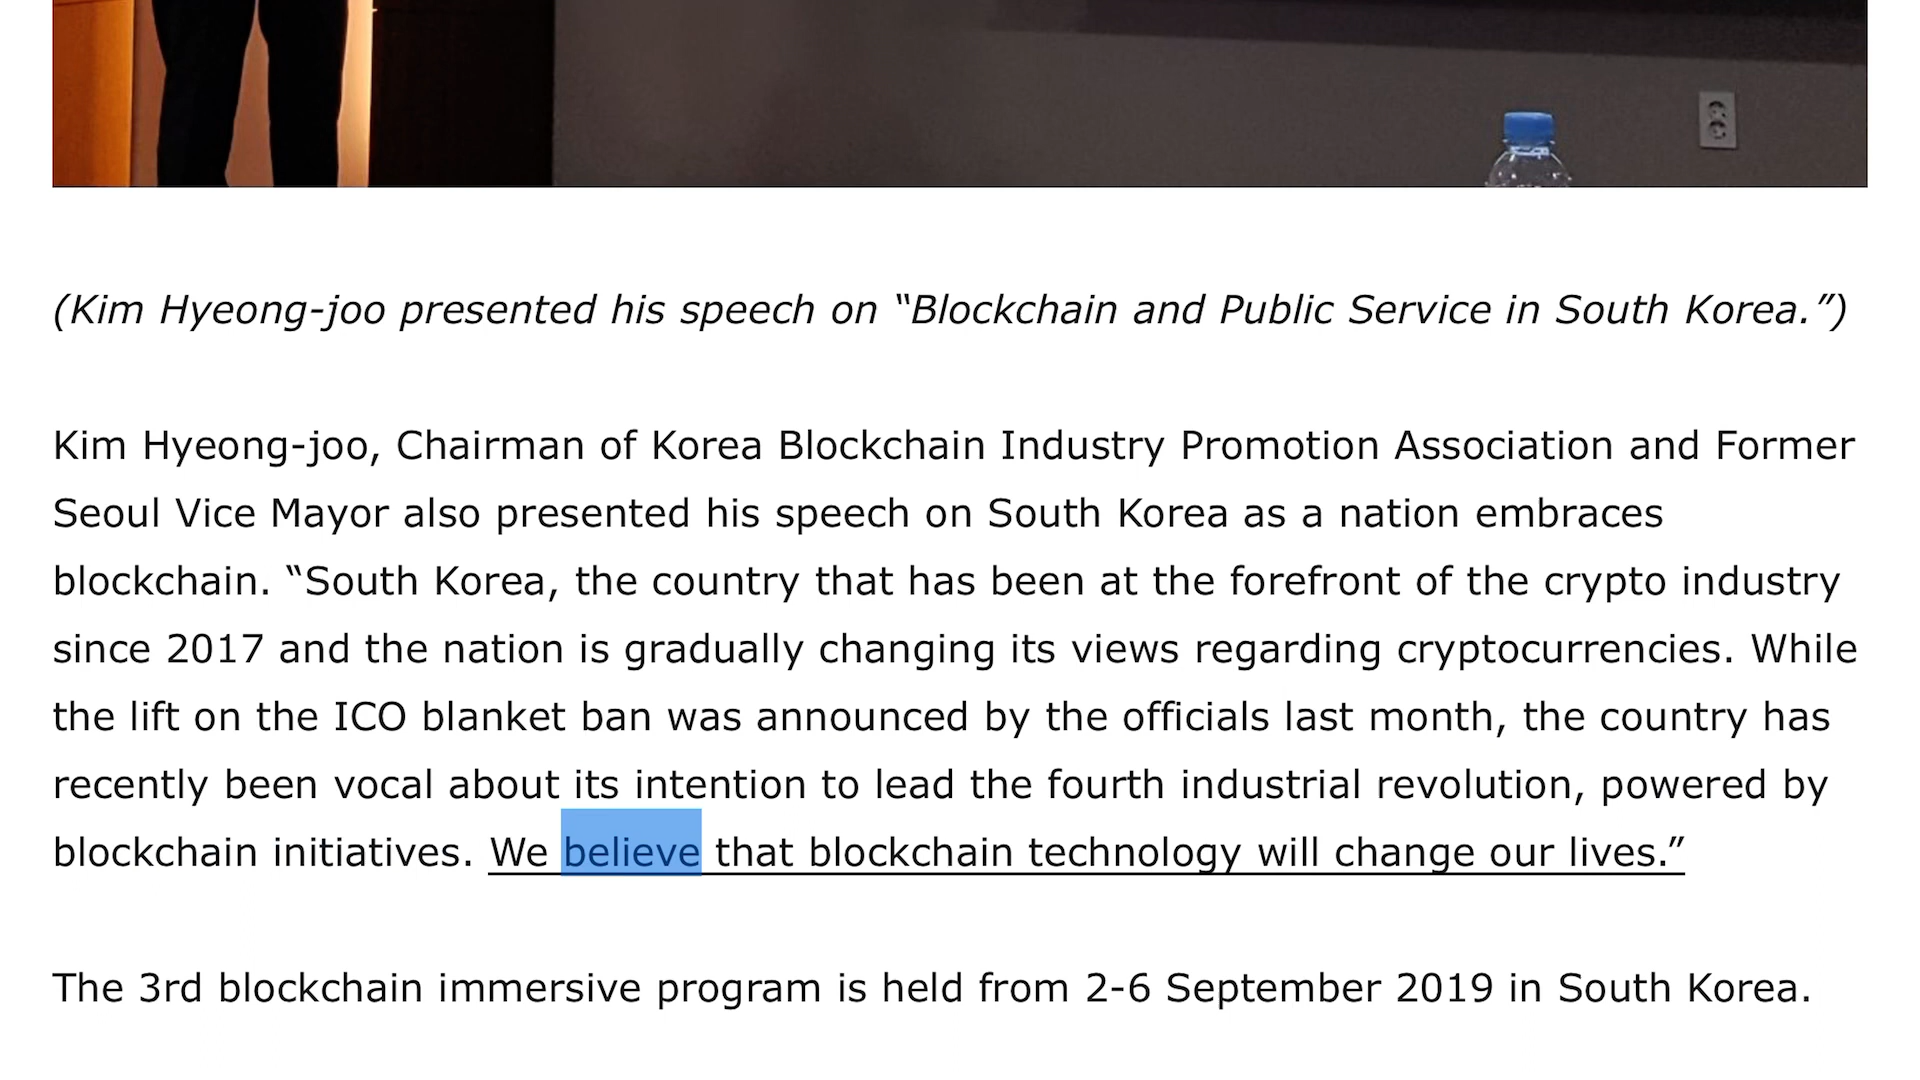 (Kim Hyeong-joo presented his speech on “Blockchain and Public Service in South Korea.”)
Kim Hyeong-joo, Chairman of Korea Blockchain Industry Promotion Association and Former
Seoul Vice Mayor also presented his speech on South Korea as a nation embraces
blockchain. “South Korea, the country that has been at the forefront of the crypto industry
since 2017 and the nation is gradually changing its views regarding cryptocurrencies. While
the lift on the ICO blanket ban was announced by the officials last month, the country has
recently been vocal about its intention to lead the fourth industrial revolution, powered by
blockchain initiatives. We believe that blockchain technology will change our lives.”
The 3rd blockchain immersive program is held from 2-6 September 2019 in South Korea.